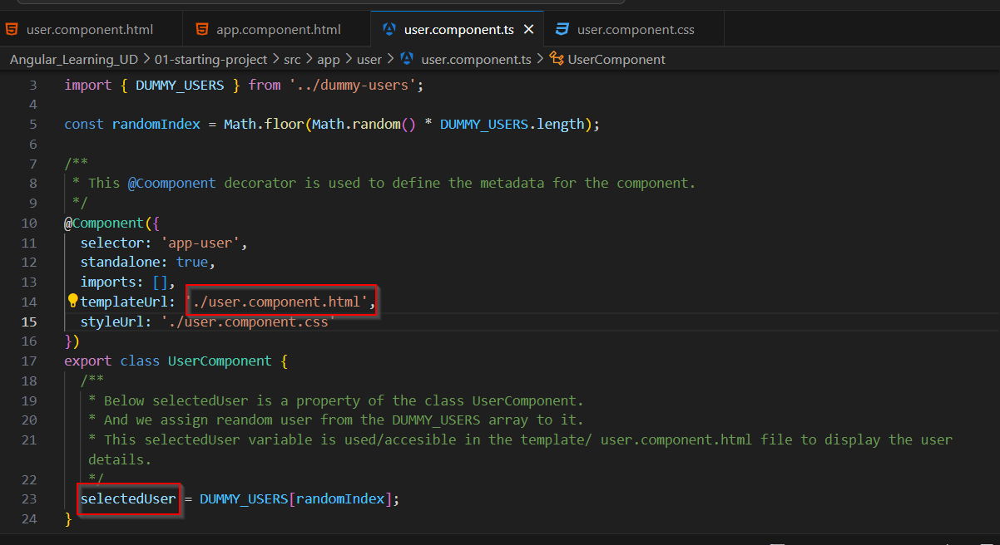 user.component.html app.component.html user.component.ts user.component.css
Angular_Learning_UD > 01-starting-project > src > app > user > user.component.ts > UserComponent
3 import { DUMMY_USERS } from '../dummy-users';
4
5 const randomIndex = Math.floor(Math.random() * DUMMY_USERS.length);
6
7 /**
8 * This @Coomponent decorator is used to define the metadata for the component.
9 */
10 @Component({
11 selector: 'app-user',
12 standalone: true,
13 imports: [],
14 templateUrl: './user.component.html',
15 styleUrl: './user.component.css'
16 })
17 export class UserComponent {
18 /**
19 * Below selectedUser is a property of the class UserComponent.
20 * And we assign reandom user from the DUMMY_USERS array to it.
21 * This selectedUser variable is used/accesible in the template/ user.component.html file to display the user
details.
22 */
23 selectedUser = DUMMY_USERS[randomIndex];
24 }